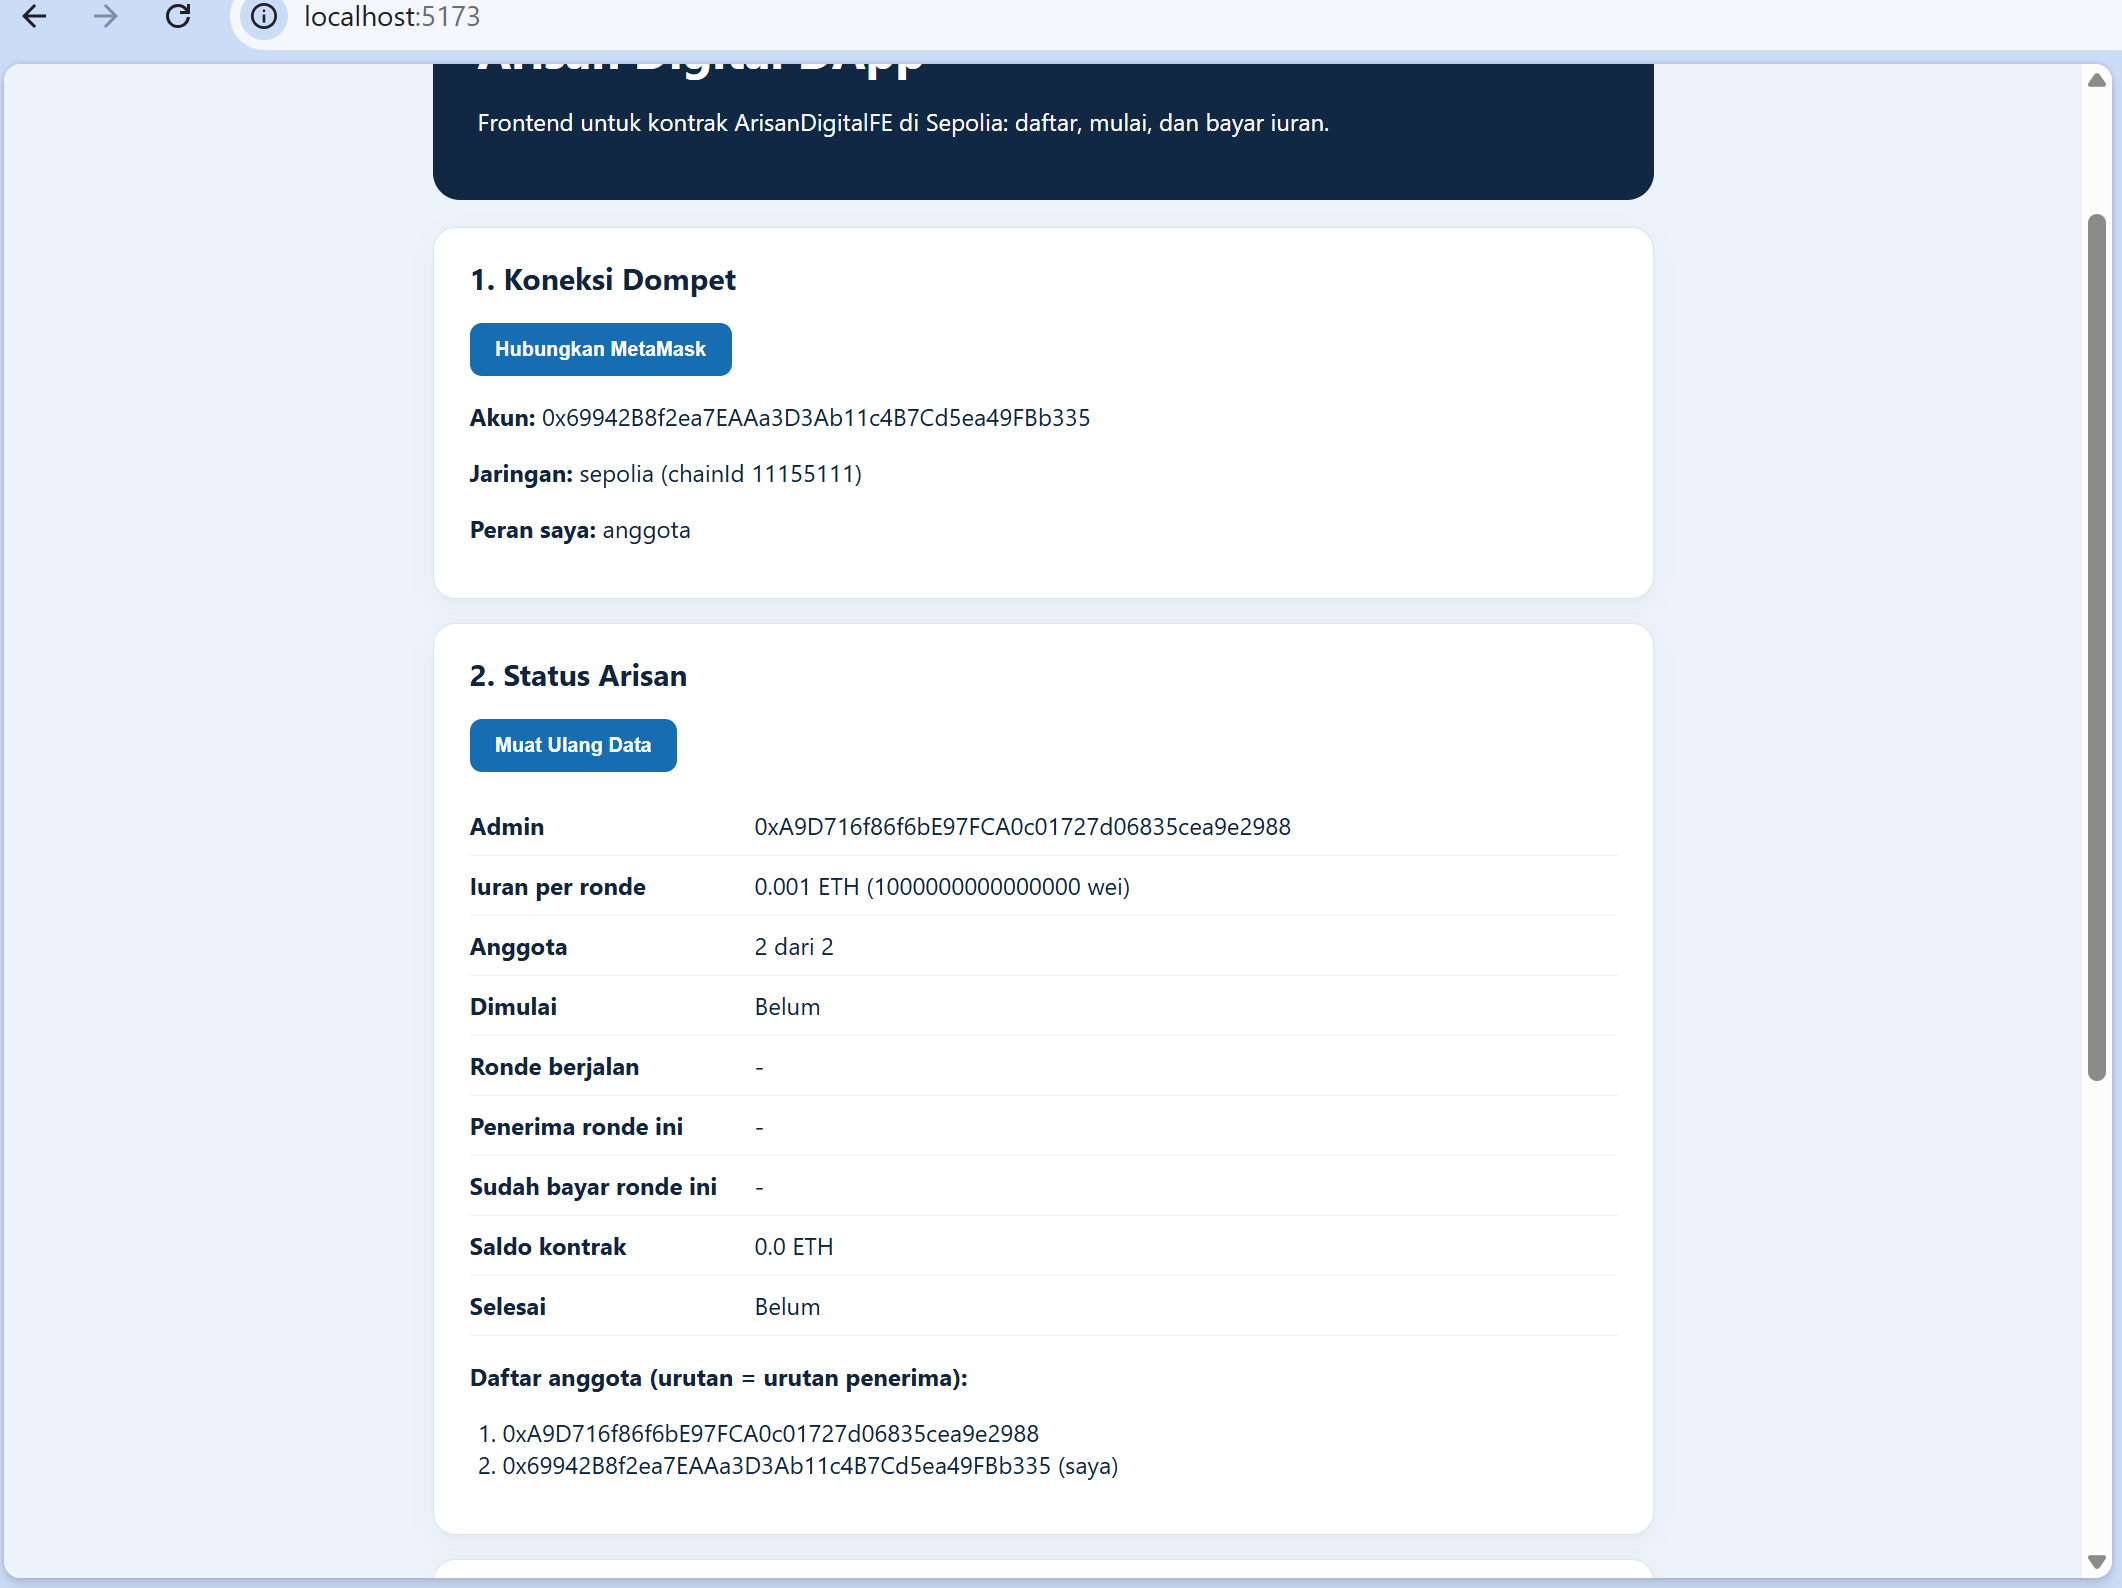 localhost:5173
Arisan Digital DApp
Frontend untuk kontrak ArisanDigitalFE di Sepolia: daftar, mulai, dan bayar iuran.
1. Koneksi Dompet
Hubungkan MetaMask
Akun: 0x69942B8f2ea7EAAa3D3Ab11c4B7Cd5ea49FBb335
Jaringan: sepolia (chainId 11155111)
Peran saya: anggota
2. Status Arisan
Muat Ulang Data
Admin 0xA9D716f86f6bE97FCA0c01727d06835cea9e2988
Iuran per ronde 0.001 ETH (1000000000000000 wei)
Anggota 2 dari 2
Dimulai Belum
Ronde berjalan -
Penerima ronde ini -
Sudah bayar ronde ini -
Saldo kontrak 0.0 ETH
Selesai Belum
Daftar anggota (urutan = urutan penerima):
1. 0xA9D716f86f6bE97FCA0c01727d06835cea9e2988
2. 0x69942B8f2ea7EAAa3D3Ab11c4B7Cd5ea49FBb335 (saya)